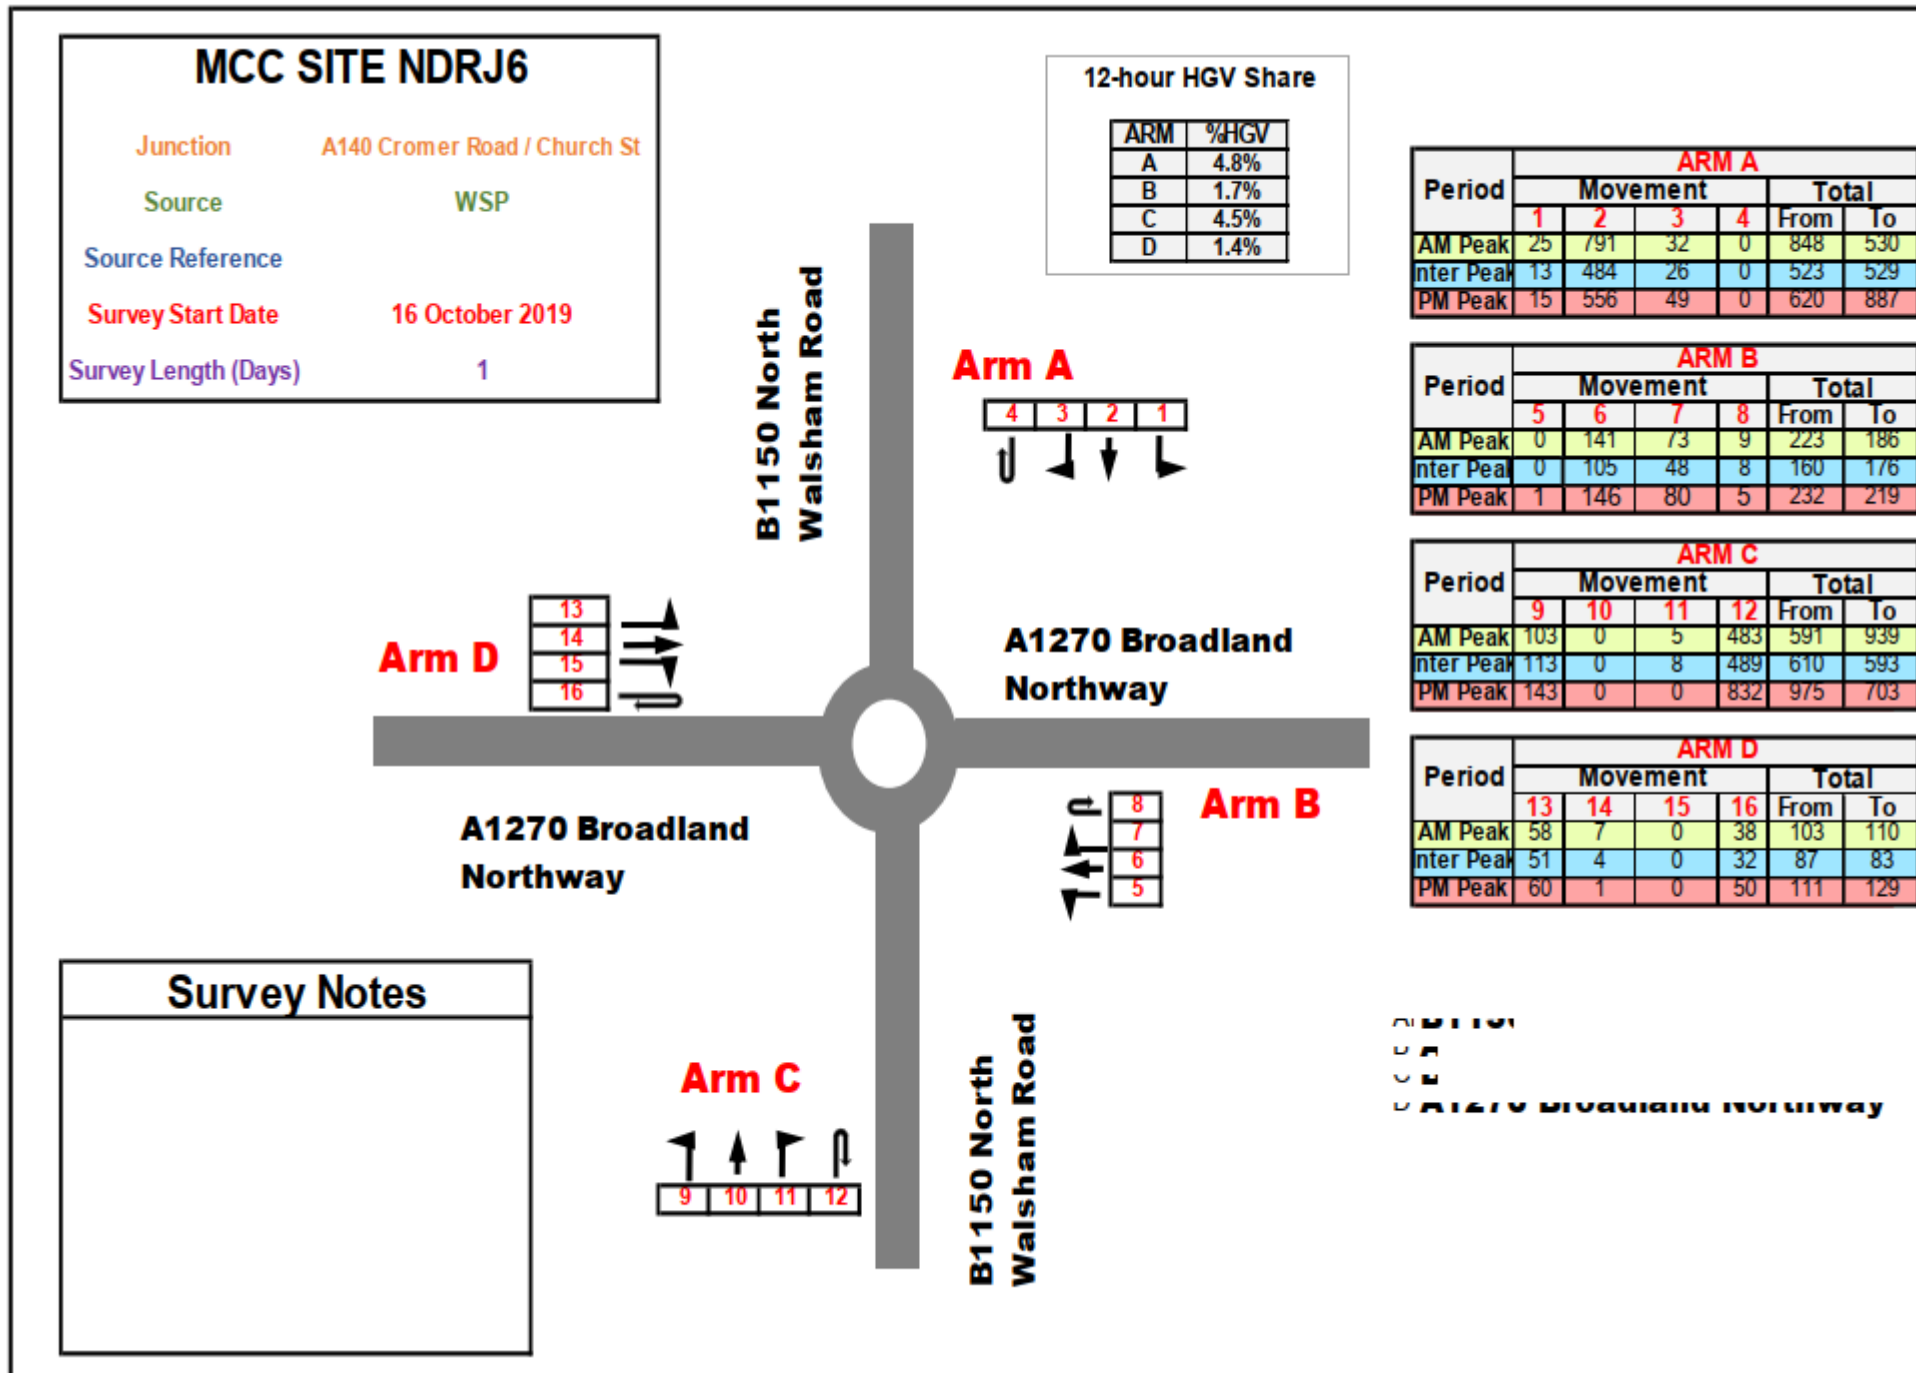 MCC SITE NDRJ6
Junction A140 Cromer Road / Church St
Source WSP
Source Reference
Survey Start Date 16 October 2019
Survey Length (Days) 1
12-hour HGV Share
ARM %HGV
A 4.8%
B 1.7%
C 4.5%
D 1.4%
B1150 North
Walsham Road
Arm A
4 3 2 1
13
14
15
16
Arm D
A1270 Broadland
Northway
A1270 Broadland
Northway
8
7
6
5
Arm B
Arm C
9 10 11 12
B1150 North
Walsham Road
Survey Notes
ARM A
Period Movement Total
1 2 3 4 From To
AM Peak 25 791 32 0 848 530
nter Peak 13 484 26 0 523 529
PM Peak 15 556 49 0 620 887
ARM B
Period Movement Total
5 6 7 8 From To
AM Peak 0 141 73 9 223 186
nter Peak 0 105 48 8 160 176
PM Peak 1 146 80 5 232 219
ARM C
Period Movement Total
9 10 11 12 From To
AM Peak 103 0 5 483 591 939
nter Peak 113 0 8 489 610 593
PM Peak 143 0 0 832 975 703
ARM D
Period Movement Total
13 14 15 16 From To
AM Peak 58 7 0 38 103 110
nter Peak 51 4 0 32 87 83
PM Peak 60 1 0 50 111 129
A1270 Broadland Northway